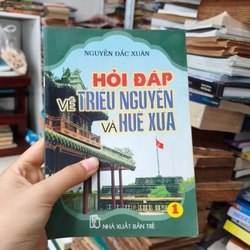 NGUYỄN ĐẮC XUÂN
HỎI ĐÁP
VỀ TRIỀU NGUYỄN
VÀ HUẾ XƯA
1
NHÀ XUẤT BẢN TRẺ